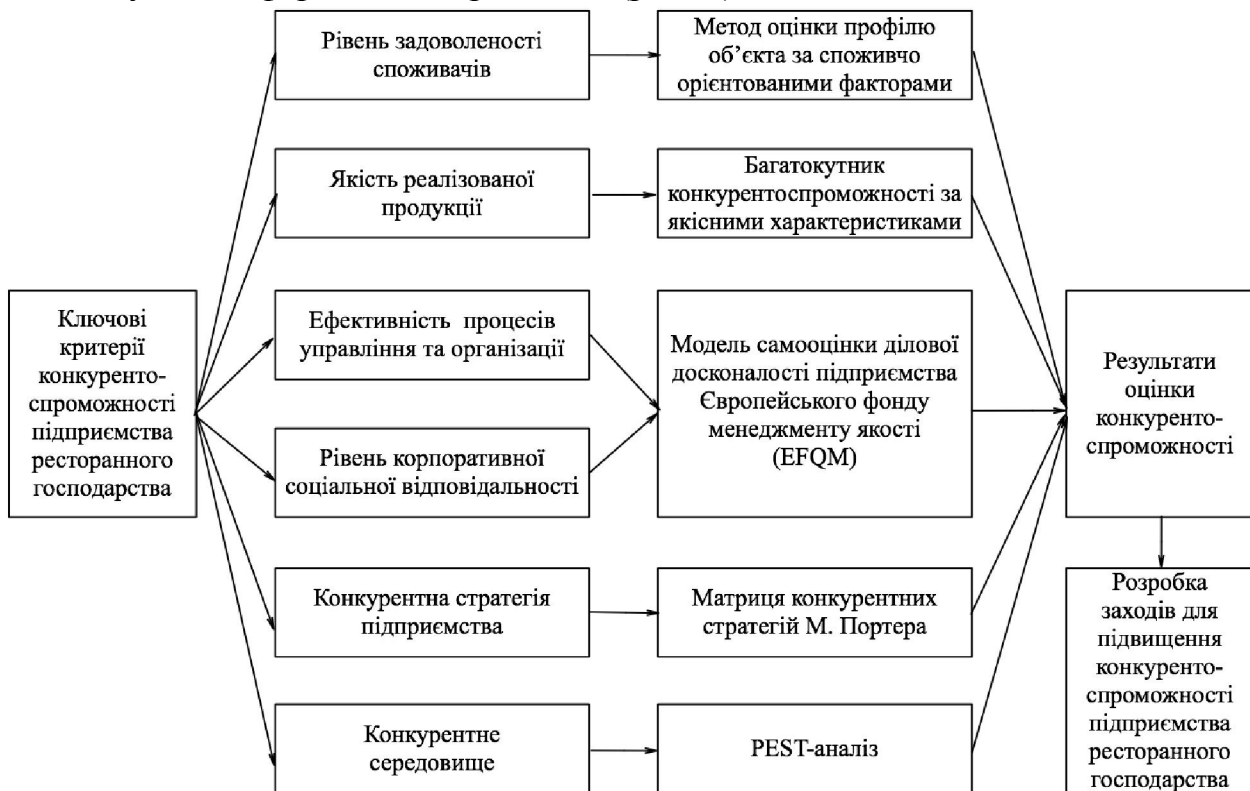 Рівень задоволеності
споживачів
Метод оцінки профілю
об’єкта за споживчо
орієнтованими факторами
Якість реалізованої
продукції
Багатокутник
конкурентоспроможності за
якісними характеристиками
Ключові
критерії
конкуренто-
спроможності
підприємства
ресторанного
господарства
Ефективність процесів
управління та організації
Рівень корпоративної
соціальної відповідальності
Модель самооцінки ділової
досконалості підприємства
Європейського фонду
менеджменту якості
(EFQM)
Результати
оцінки
конкуренто-
спроможності
Конкурентна стратегія
підприємства
Матриця конкурентних
стратегій М. Портера
Конкурентне
середовище
PEST-аналіз
Розробка
заходів для
підвищення
конкуренто-
спроможності
підприємства
ресторанного
господарства